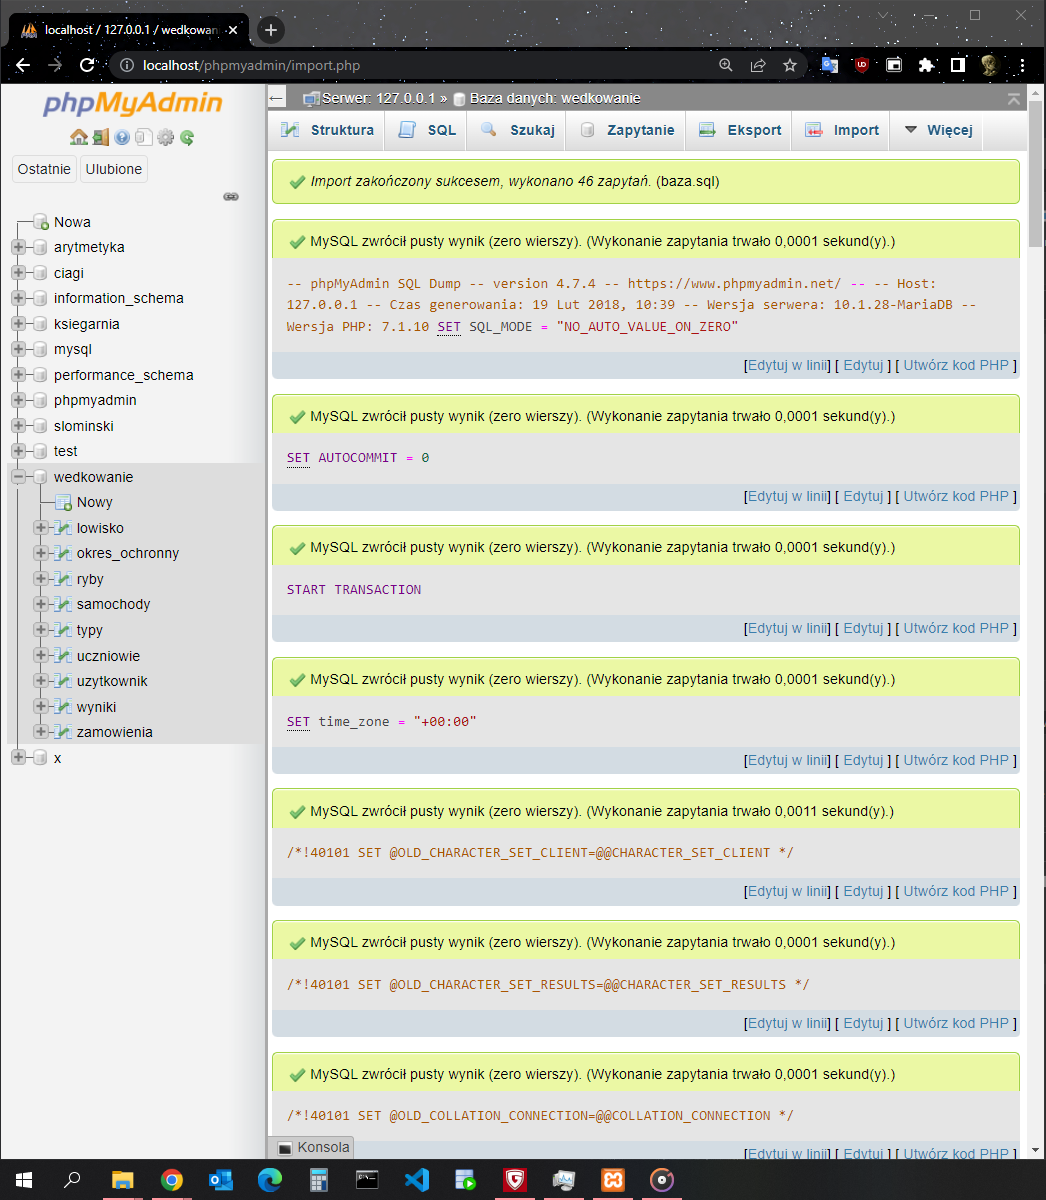 localhost / 127.0.0.1 / wedkowan
localhost/phpmyadmin/import.php
phpMyAdmin
Ostatnie
Ulubione
Nowa
arytmetyka
ciagi
information_schema
ksiegarnia
mysql
performance_schema
phpmyadmin
slominski
test
wedkowanie
Nowy
lowisko
okres_ochronny
ryby
samochody
typy
uczniowie
uzytkownik
wyniki
zamowienia
x
Serwer: 127.0.0.1 » Baza danych: wedkowanie
Struktura SQL Szukaj Zapytanie Eksport Import Więcej
Import zakończony sukcesem, wykonano 46 zapytań. (baza.sql)
MySQL zwrócił pusty wynik (zero wierszy). (Wykonanie zapytania trwało 0,0001 sekund(y).)
-- phpMyAdmin SQL Dump -- version 4.7.4 -- https://www.phpmyadmin.net/ -- -- Host:
127.0.0.1 -- Czas generowania: 19 Lut 2018, 10:39 -- Wersja serwera: 10.1.28-MariaDB --
Wersja PHP: 7.1.10 SET SQL_MODE = "NO_AUTO_VALUE_ON_ZERO"
[Edytuj w linii] [ Edytuj ] [ Utwórz kod PHP ]
MySQL zwrócił pusty wynik (zero wierszy). (Wykonanie zapytania trwało 0,0001 sekund(y).)
SET AUTOCOMMIT = 0
[Edytuj w linii] [ Edytuj ] [ Utwórz kod PHP ]
MySQL zwrócił pusty wynik (zero wierszy). (Wykonanie zapytania trwało 0,0001 sekund(y).)
START TRANSACTION
[Edytuj w linii] [ Edytuj ] [ Utwórz kod PHP ]
MySQL zwrócił pusty wynik (zero wierszy). (Wykonanie zapytania trwało 0,0001 sekund(y).)
SET time_zone = "+00:00"
[Edytuj w linii] [ Edytuj ] [ Utwórz kod PHP ]
MySQL zwrócił pusty wynik (zero wierszy). (Wykonanie zapytania trwało 0,0011 sekund(y).)
/*!40101 SET @OLD_CHARACTER_SET_CLIENT=@@CHARACTER_SET_CLIENT */
[Edytuj w linii] [ Edytuj ] [ Utwórz kod PHP ]
MySQL zwrócił pusty wynik (zero wierszy). (Wykonanie zapytania trwało 0,0001 sekund(y).)
/*!40101 SET @OLD_CHARACTER_SET_RESULTS=@@CHARACTER_SET_RESULTS */
[Edytuj w linii] [ Edytuj ] [ Utwórz kod PHP ]
MySQL zwrócił pusty wynik (zero wierszy). (Wykonanie zapytania trwało 0,0001 sekund(y).)
/*!40101 SET @OLD_COLLATION_CONNECTION=@@COLLATION_CONNECTION */
[Edytuj w linii] [ Edytuj ] [ Utwórz kod PHP ]
Konsola